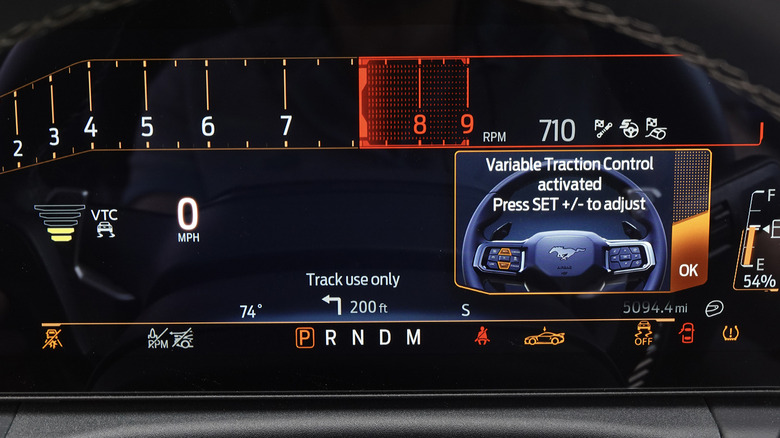 2 3 4 5 6 7 8 9 RPM 710
Variable Traction Control
activated
Press SET +/- to adjust
OK
F
E
54%
VTC
0
MPH
Track use only
74° 200 ft S 5094.4 mi
RPM
P R N D M
OFF